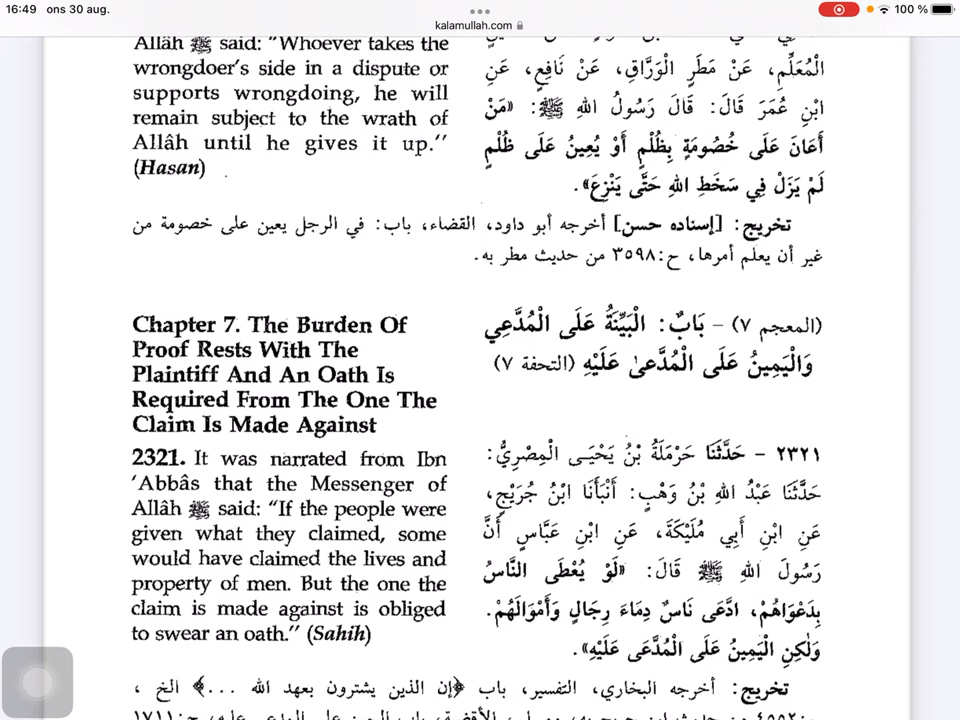 16:49 ons 30 aug.
100 %
kalamullah.com
Allâh ﷺ said: "Whoever takes the
wrongdoer's side in a dispute or
supports wrongdoing, he will
remain subject to the wrath of
Allâh until he gives it up.''
(Hasan)
الْمُعَلِّمِ، عَنْ مَطَرٍ الْوَرَّاقِ، عَنْ نَافِعٍ، عَنِ
ابْنِ عُمَرَ قَالَ: قَالَ رَسُولُ اللهِ ﷺ: «مَنْ
أَعَانَ عَلَى خُصُومَةٍ بِظُلْمٍ أَوْ يُعِينُ عَلَى ظُلْمٍ
لَمْ يَزَلْ فِي سَخَطِ اللهِ حَتَّى يَنْزِعَ».
تخريج: [إسناده حسن] أخرجه أبو داود، القضاء، باب: في الرجل يعين على خصومة من
غير أن يعلم أمرها، ح:٣٥٩٨ من حديث مطر به.
Chapter 7. The Burden Of
Proof Rests With The
Plaintiff And An Oath Is
Required From The One The
Claim Is Made Against
(المعجم ٧) - بَابٌ: الْبَيِّنَةُ عَلَى الْمُدَّعِي
وَالْيَمِينُ عَلَى الْمُدَّعىٰ عَلَيْهِ (التحفة ٧)
2321. It was narrated from Ibn
'Abbâs that the Messenger of
Allâh ﷺ said: "If the people were
given what they claimed, some
would have claimed the lives and
property of men. But the one the
claim is made against is obliged
to swear an oath." (Sahih)
٢٣٢١ - حَدَّثَنَا حَرْمَلَةُ بْنُ يَحْيَى الْمِصْرِيُّ:
حَدَّثَنَا عَبْدُ اللهِ بْنُ وَهْبٍ: أَنْبَأَنَا ابْنُ جُرَيْجٍ،
عَنِ ابْنِ أَبِي مُلَيْكَةَ، عَنِ ابْنِ عَبَّاسٍ أَنَّ
رَسُولَ اللهِ ﷺ قَالَ: «لَوْ يُعْطَى النَّاسُ
بِدَعْوَاهُمْ، ادَّعَى نَاسٌ دِمَاءَ رِجَالٍ وَأَمْوَالَهُمْ.
وَلٰكِنِ الْيَمِينُ عَلَى الْمُدَّعَى عَلَيْهِ».
تخريج: أخرجه البخاري، التفسير، باب ﴿إن الذين يشترون بعهد الله ...﴾ الخ ،